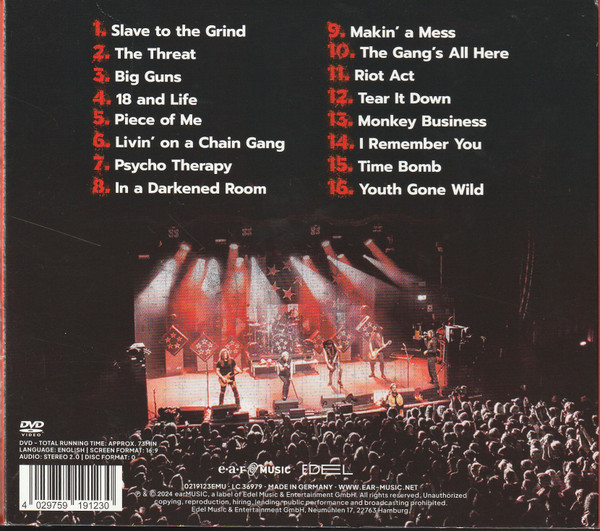 1. Slave to the Grind
2. The Threat
3. Big Guns
4. 18 and Life
5. Piece of Me
6. Livin' on a Chain Gang
7. Psycho Therapy
8. In a Darkened Room
9. Makin' a Mess
10. The Gang's All Here
11. Riot Act
12. Tear It Down
13. Monkey Business
14. I Remember You
15. Time Bomb
16. Youth Gone Wild
DVD
VIDEO
DVD - TOTAL RUNNING TIME: APPROX. 73MIN
LANGUAGE: ENGLISH | SCREEN FORMAT: 16:9
AUDIO: STEREO 2.0 | DISC FORMAT: 0
4 029759 191230
e·a·r MUSIC EDEL
0219123EMU · LC 36979 · MADE IN GERMANY · WWW.EAR-MUSIC.NET
℗ & © 2024 earMUSIC, a label of Edel Music & Entertainment GmbH. All rights reserved. Unauthorized
copying, reproduction, hiring, lending, public performance and broadcasting prohibited.
Edel Music & Entertainment GmbH, Neumühlen 17, 22763 Hamburg